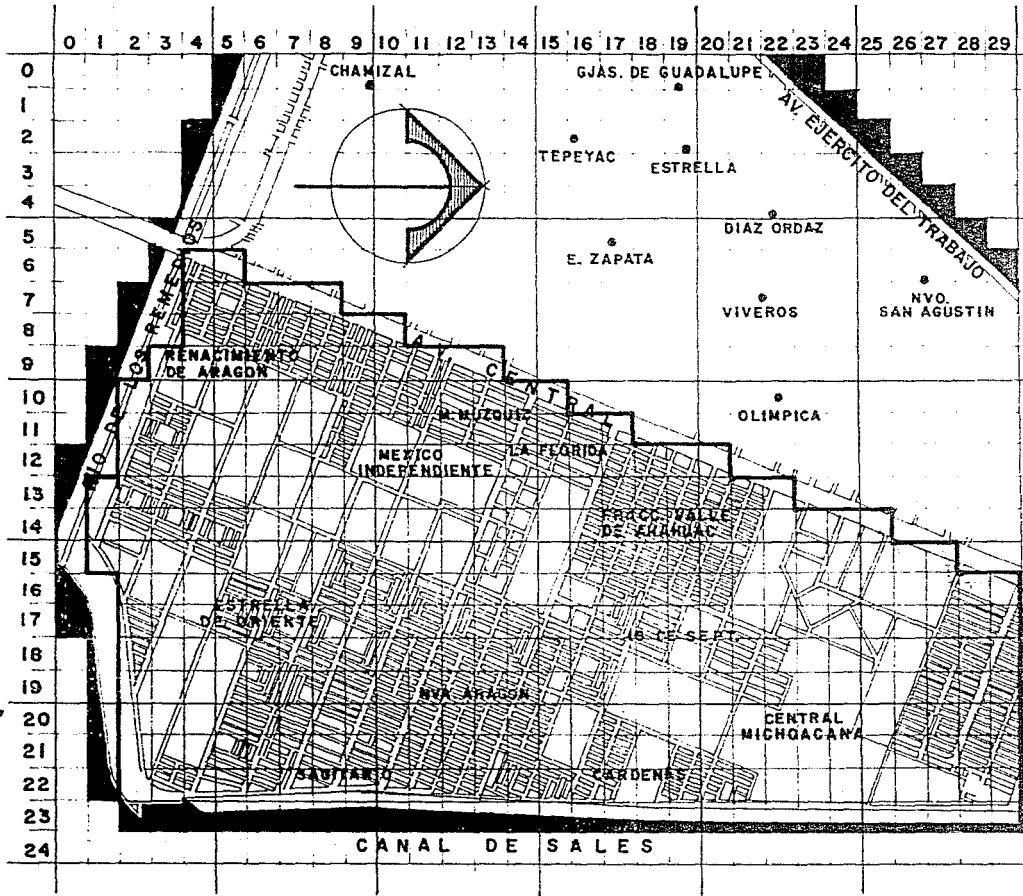 0 1 2 3 4 5 6 7 8 9 10 11 12 13 14 15 16 17 18 19 20 21 22 24 25 26 27 28 29
0
1
2
3
4
5
6
7
8
9
10
11
12
13
14
15
16
17
18
19
20
21
22
23
24
CHAMIZAL
GJAS. DE GUADALUPE
AV. EJERCITO DEL TRABAJO
TEPEYAC
ESTRELLA
DIAZ ORDAZ
E. ZAPATA
VIVEROS
NVO.
SAN AGUSTIN
OLIMPICA
RIO DE LOS REMEDIOS
CENTRAL
RENACIMIENTO
DE ARAGON
M. MUZQUIZ
LA FLORIDA
MEXICO
INDEPENDIENTE
FRACC. VALLE
DE ANAHUAC
ESTRELLA
DE ORIENTE
SEPT.
NVA. ARAGON
CENTRAL
MICHOACANA
SAGITARIO
CARDENAS
CANAL DE SALES